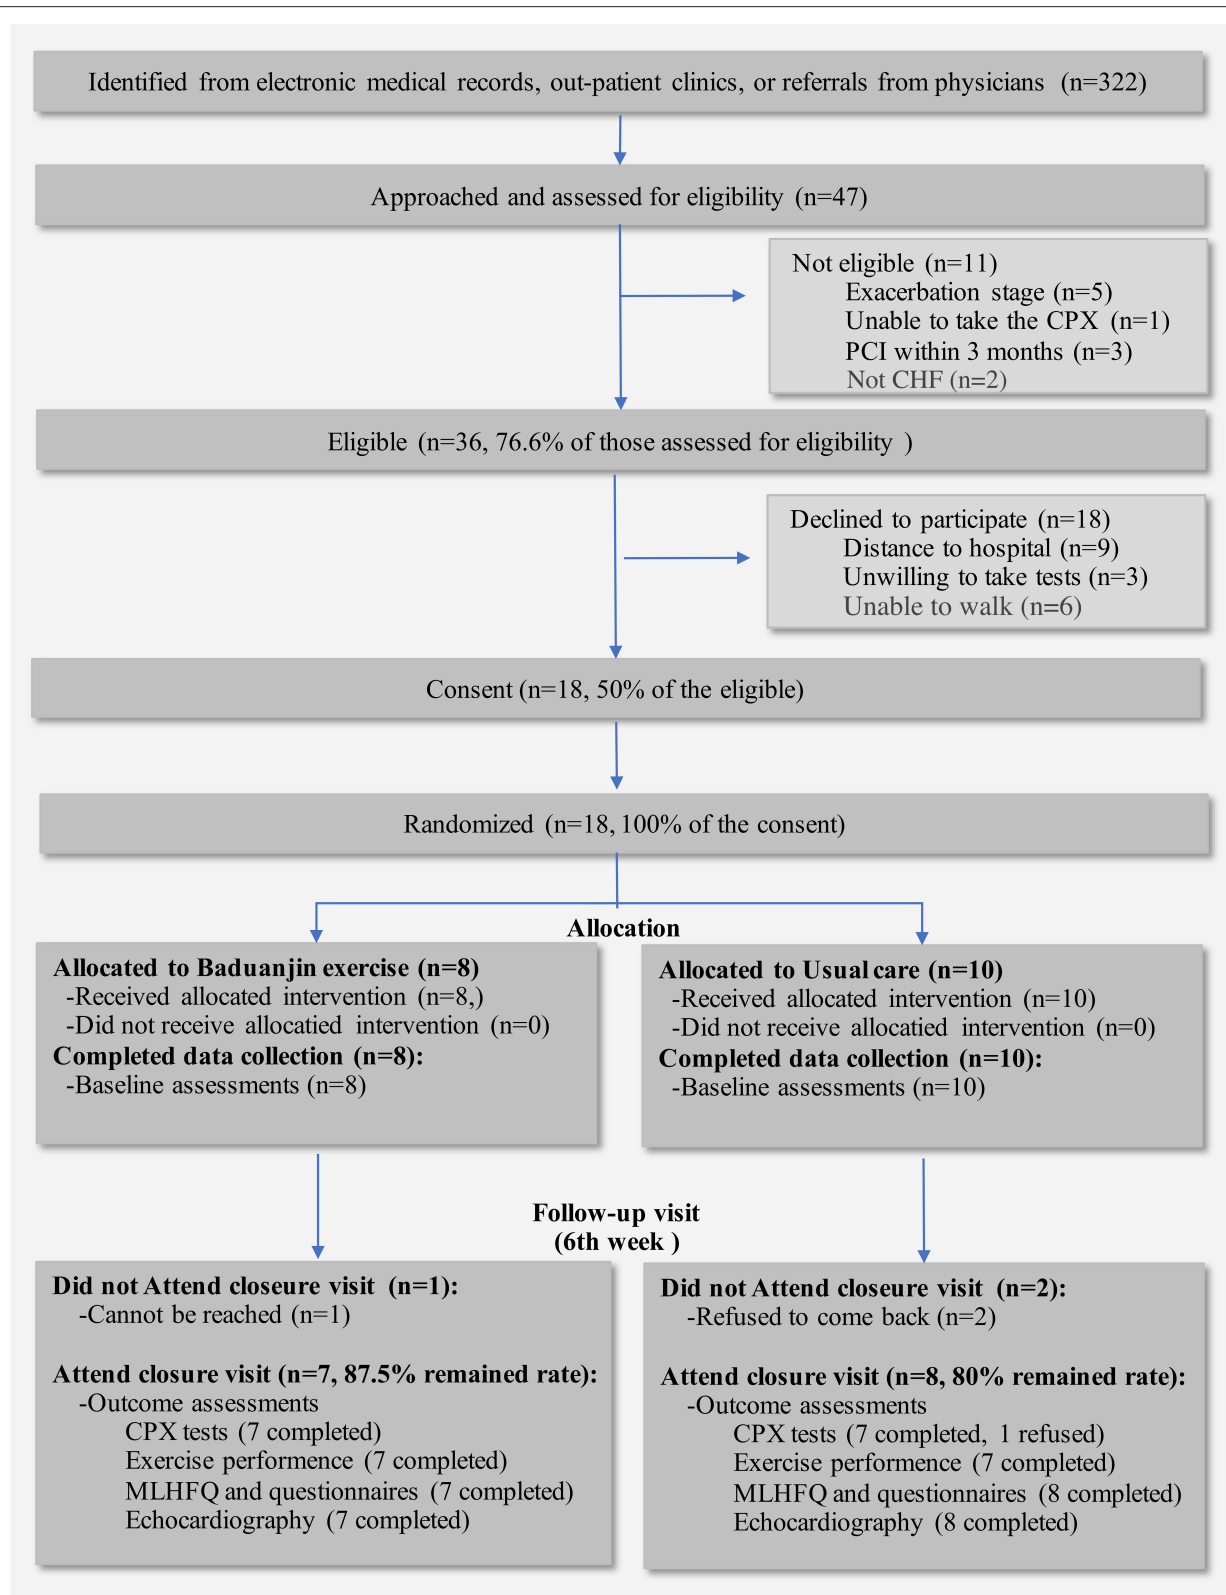 Identified from electronic medical records, out-patient clinics, or referrals from physicians (n=322)
Approached and assessed for eligibility (n=47)
Not eligible (n=11)
Exacerbation stage (n=5)
Unable to take the CPX (n=1)
PCI within 3 months (n=3)
Not CHF (n=2)
Eligible (n=36, 76.6% of those assessed for eligibility )
Declined to participate (n=18)
Distance to hospital (n=9)
Unwilling to take tests (n=3)
Unable to walk (n=6)
Consent (n=18, 50% of the eligible)
Randomized (n=18, 100% of the consent)
Allocation
Allocated to Baduanjin exercise (n=8)
-Received allocated intervention (n=8,)
-Did not receive allocatied intervention (n=0)
Completed data collection (n=8):
-Baseline assessments (n=8)
Allocated to Usual care (n=10)
-Received allocated intervention (n=10)
-Did not receive allocatied intervention (n=0)
Completed data collection (n=10):
-Baseline assessments (n=10)
Follow-up visit
(6th week )
Did not Attend closeure visit (n=1):
-Cannot be reached (n=1)
Attend closure visit (n=7, 87.5% remained rate):
-Outcome assessments
CPX tests (7 completed)
Exercise performence (7 completed)
MLHFQ and questionnaires (7 completed)
Echocardiography (7 completed)
Did not Attend closeure visit (n=2):
-Refused to come back (n=2)
Attend closure visit (n=8, 80% remained rate):
-Outcome assessments
CPX tests (7 completed, 1 refused)
Exercise performence (7 completed)
MLHFQ and questionnaires (8 completed)
Echocardiography (8 completed)